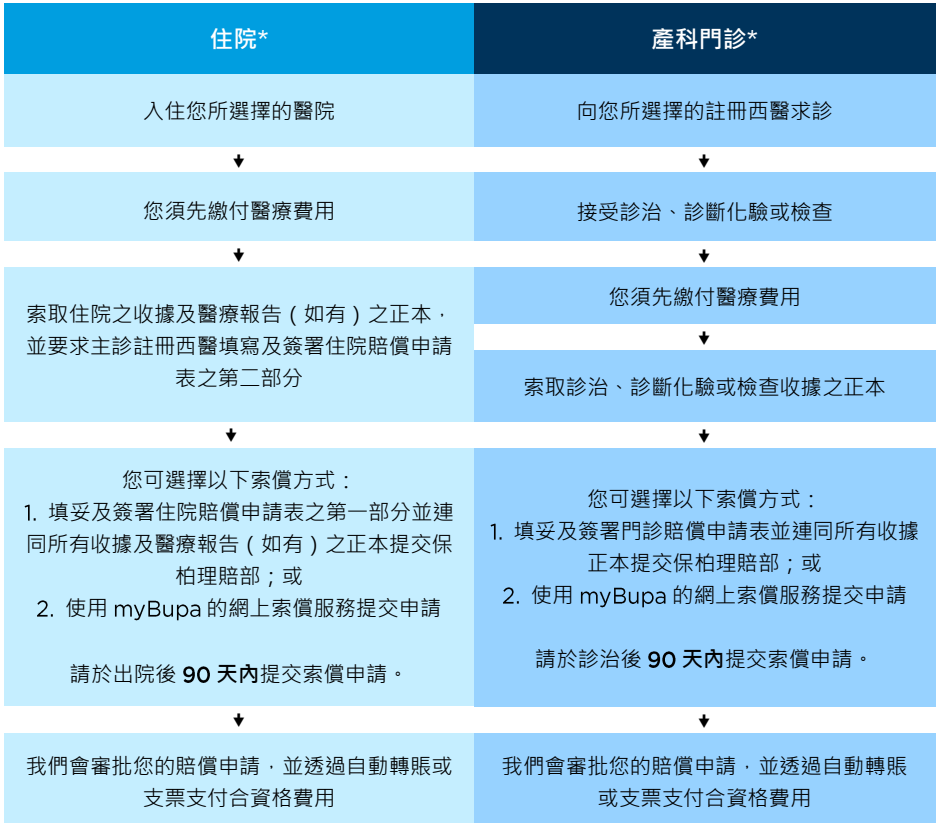 住院*
入住您所選擇的醫院
您須先繳付醫療費用
索取住院之收據及醫療報告（如有）之正本，
並要求主診註冊西醫填寫及簽署住院賠償申請
表之第二部分
您可選擇以下索償方式：
1. 填妥及簽署住院賠償申請表之第一部分並連
同所有收據及醫療報告（如有）之正本提交保
柏理賠部；或
2. 使用 myBupa 的網上索償服務提交申請
請於出院後 90 天內提交索償申請。
我們會審批您的賠償申請，並透過自動轉賬或
支票支付合資格費用
產科門診*
向您所選擇的註冊西醫求診
接受診治、診斷化驗或檢查
您須先繳付醫療費用
索取診治、診斷化驗或檢查收據之正本
您可選擇以下索償方式：
1. 填妥及簽署門診賠償申請表並連同所有收據
正本提交保柏理賠部；或
2. 使用 myBupa 的網上索償服務提交申請
請於診治後 90 天內提交索償申請。
我們會審批您的賠償申請，並透過自動轉賬
或支票支付合資格費用